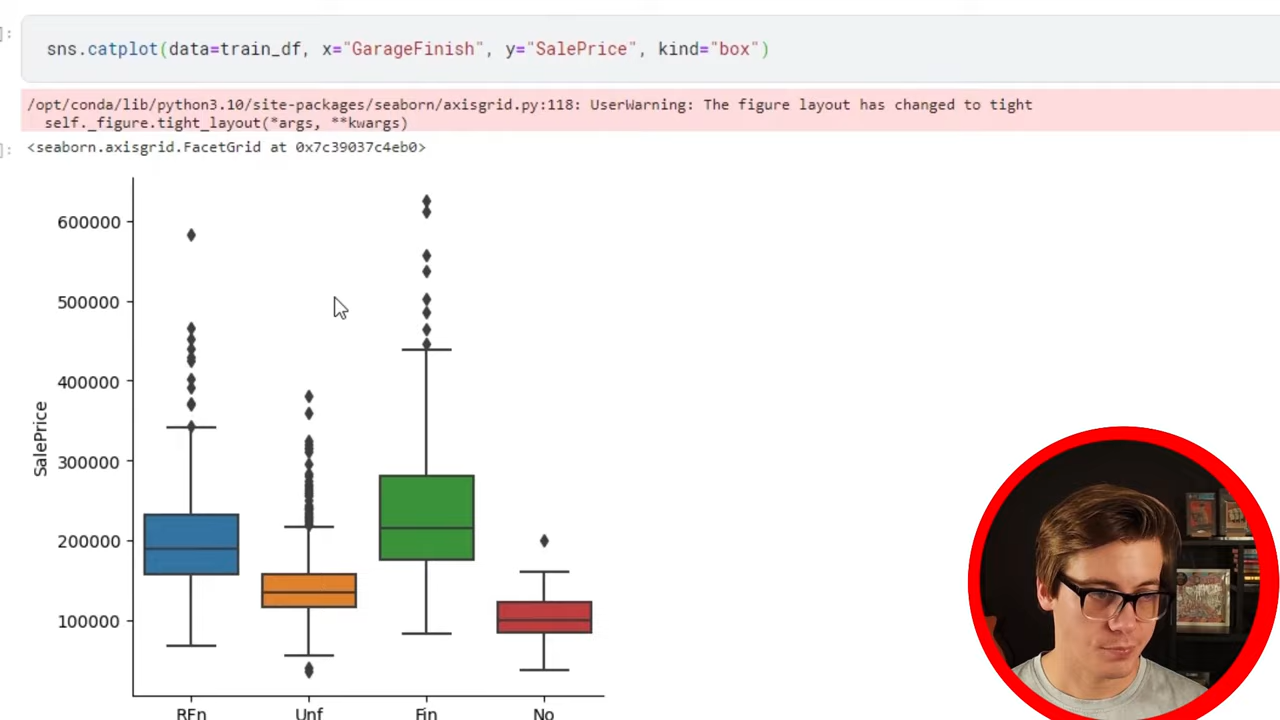 ]:
sns.catplot(data=train_df, x="GarageFinish", y="SalePrice", kind="box")
/opt/conda/lib/python3.10/site-packages/seaborn/axisgrid.py:118: UserWarning: The figure layout has changed to tight
self._figure.tight_layout(*args, **kwargs)
]:
<seaborn.axisgrid.FacetGrid at 0x7c39037c4eb0>
600000
500000
400000
300000
200000
100000
SalePrice
RFn
Unf
Fin
No